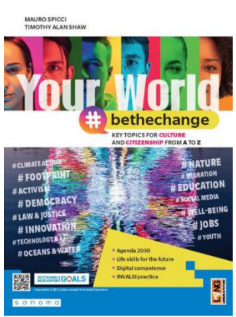 MAURO SPICCI
TIMOTHY ALAN SHAW
Your World
# bethechange
KEY TOPICS FOR CULTURE
AND CITIZENSHIP FROM A TO Z
#CLIMATE ACTION
# FOOTPRINT
# ACTIVISM
# DEMOCRACY
# LAW & JUSTICE
# INNOVATION
# TECHNOLOGY & AI
# OCEANS & WATER
# NATURE
# MIGRATION
# EDUCATION
# SOCIAL MEDIA
# WELL-BEING
# JOBS
# YOUTH
• Agenda 2030
• Life skills for the future
• Digital competence
• INVALSI practice
SUSTAINABLE DEVELOPMENT GOALS
sanoma